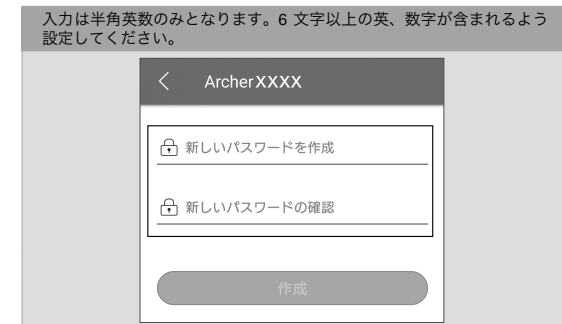 入力は半角英数のみとなります。6 文字以上の英、数字が含まれるよう
設定してください。
ArcherXXXX
新しいパスワードを作成
新しいパスワードの確認
作成